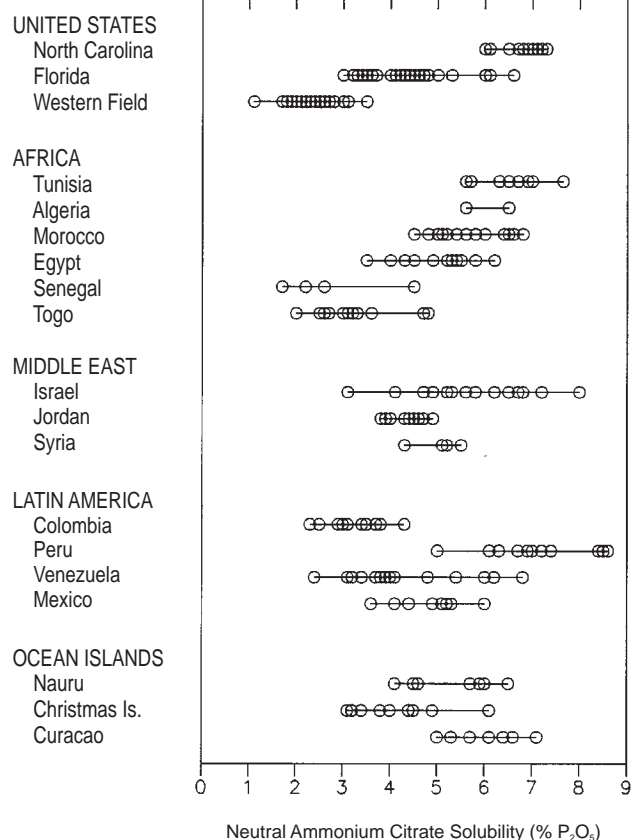 UNITED STATES
North Carolina
Florida
Western Field
AFRICA
Tunisia
Algeria
Morocco
Egypt
Senegal
Togo
MIDDLE EAST
Israel
Jordan
Syria
LATIN AMERICA
Colombia
Peru
Venezuela
Mexico
OCEAN ISLANDS
Nauru
Christmas Is.
Curacao
0 1 2 3 4 5 6 7 8 9
Neutral Ammonium Citrate Solubility (% P₂O₅)